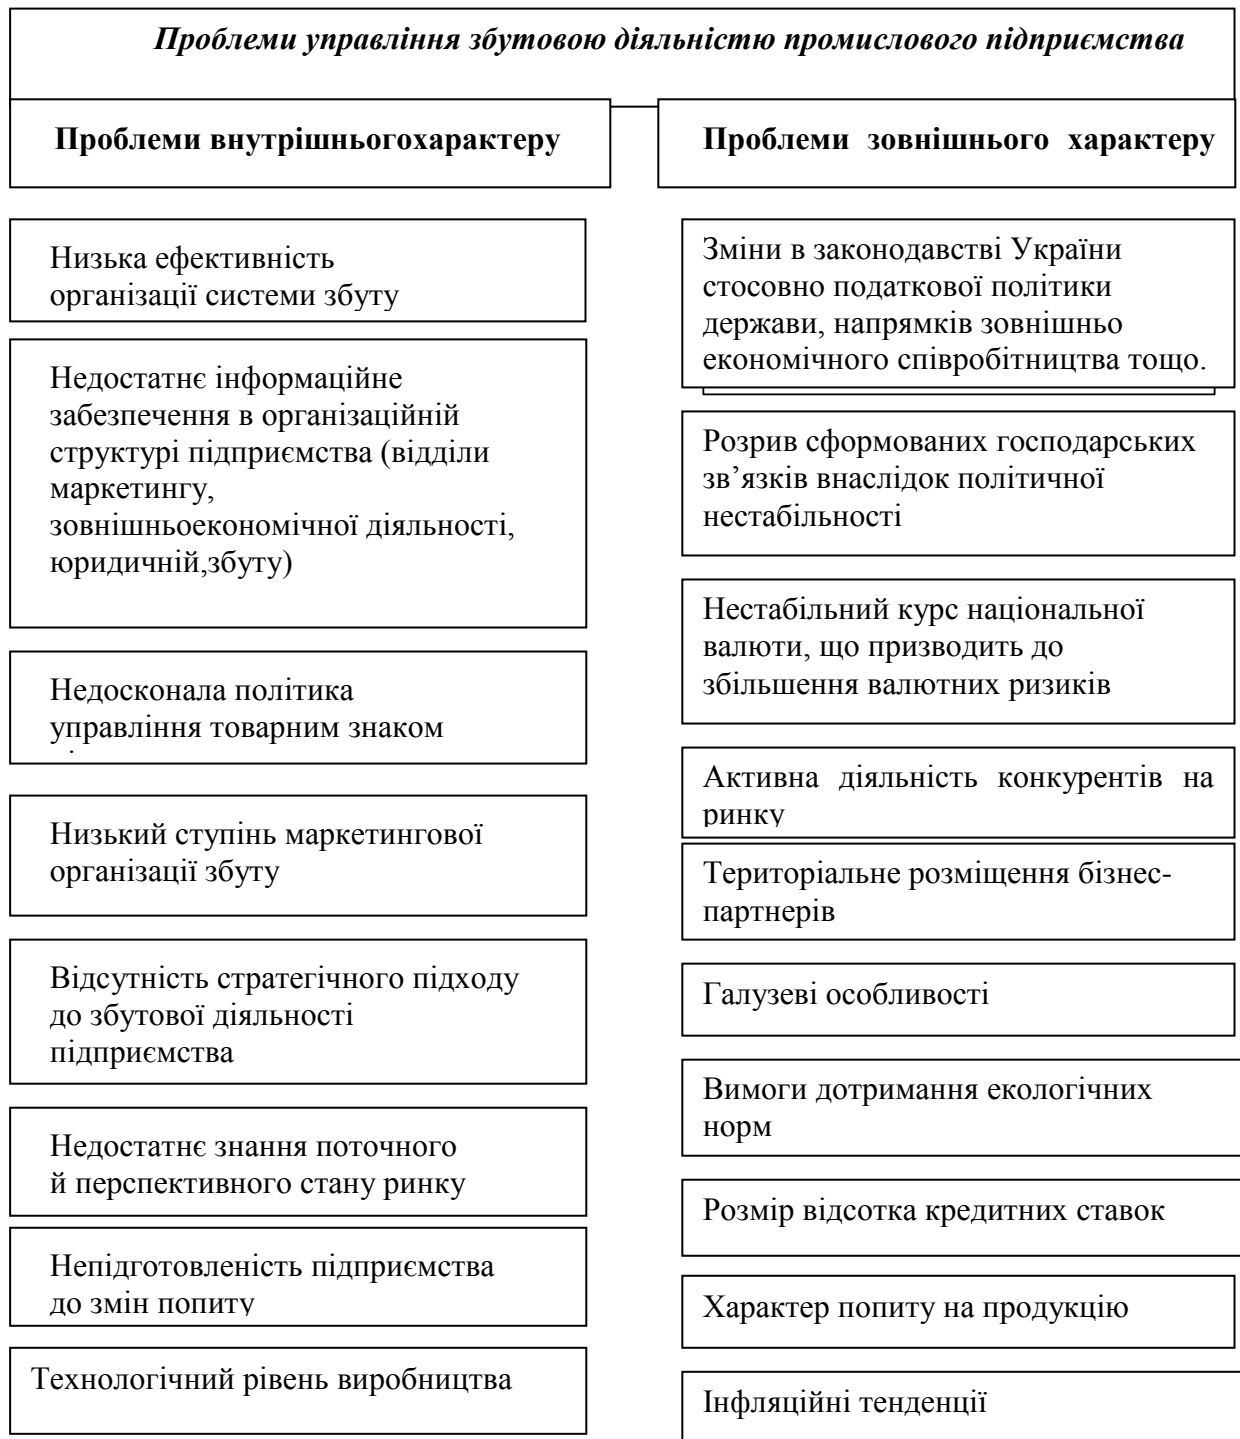 Проблеми управління збутовою діяльністю промислового підприємства
Проблеми внутрішньогохарактеру
Низька ефективність
організації системи збуту
Недостатнє інформаційне
забезпечення в організаційній
структурі підприємства (відділи
маркетингу,
зовнішньоекономічної діяльності,
юридичній,збуту)
Недосконала політика
управління товарним знаком
Низький ступінь маркетингової
організації збуту
Відсутність стратегічного підходу
до збутової діяльності
підприємства
Недостатнє знання поточного
й перспективного стану ринку
Непідготовленість підприємства
до змін попиту
Технологічний рівень виробництва
Проблеми зовнішнього характеру
Зміни в законодавстві України
стосовно податкової політики
держави, напрямків зовнішньо
економічного співробітництва тощо.
Розрив сформованих господарських
зв’язків внаслідок політичної
нестабільності
Нестабільний курс національної
валюти, що призводить до
збільшення валютних ризиків
Активна діяльність конкурентів на
ринку
Територіальне розміщення бізнес-
партнерів
Галузеві особливості
Вимоги дотримання екологічних
норм
Розмір відсотка кредитних ставок
Характер попиту на продукцію
Інфляційні тенденції